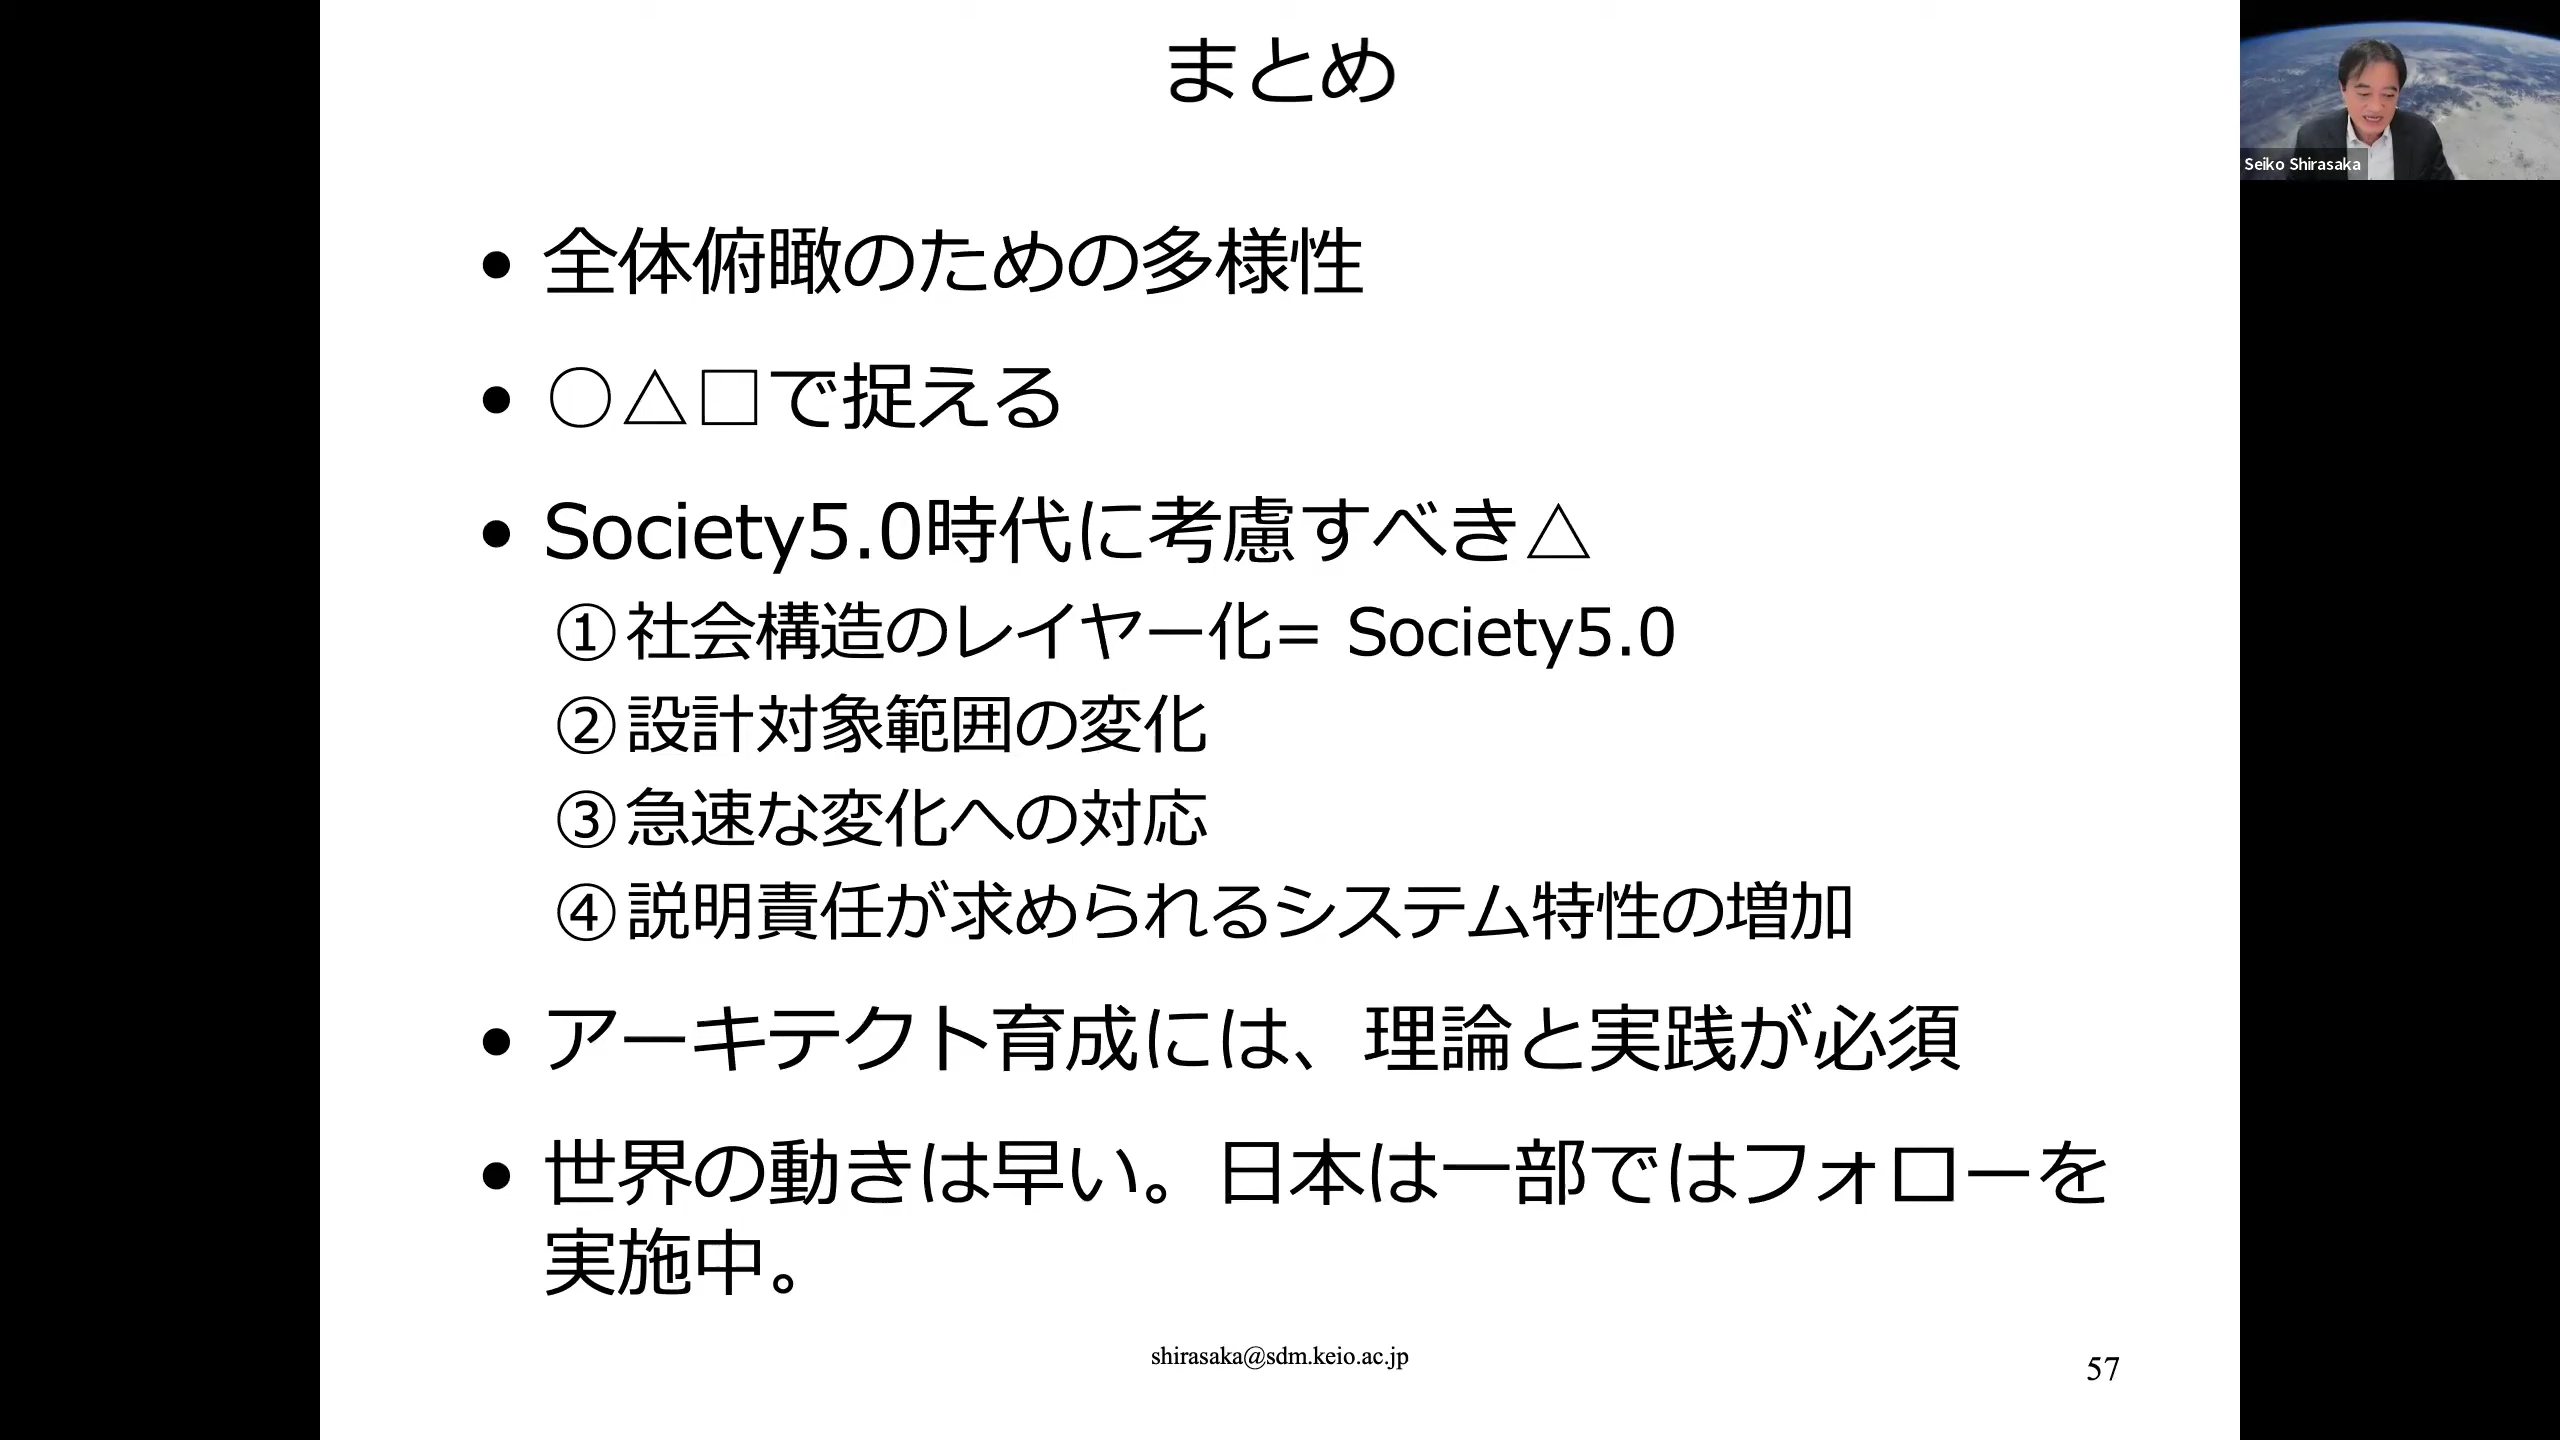 まとめ
Seiko Shirasaka
• 全体俯瞰のための多様性
• ○△□で捉える
• Society5.0時代に考慮すべき△
①社会構造のレイヤー化= Society5.0
②設計対象範囲の変化
③急速な変化への対応
④説明責任が求められるシステム特性の増加
• アーキテクト育成には、理論と実践が必須
• 世界の動きは早い。日本は一部ではフォローを
実施中。
shirasaka@sdm.keio.ac.jp
57